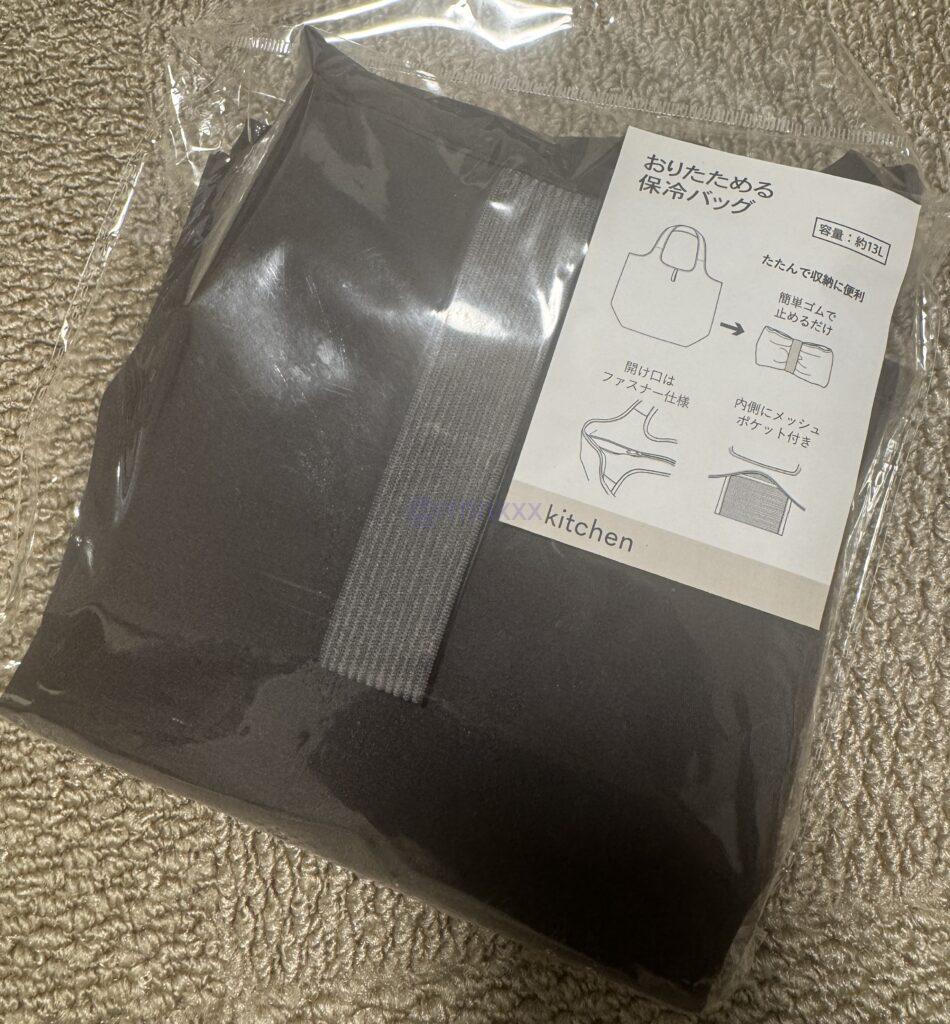 おりたためる
保冷バッグ
容量：約13L
たたんで収納に便利
簡単ゴムで
止めるだけ
開け口は
ファスナー仕様
内側にメッシュ
ポケット付き
kitchen